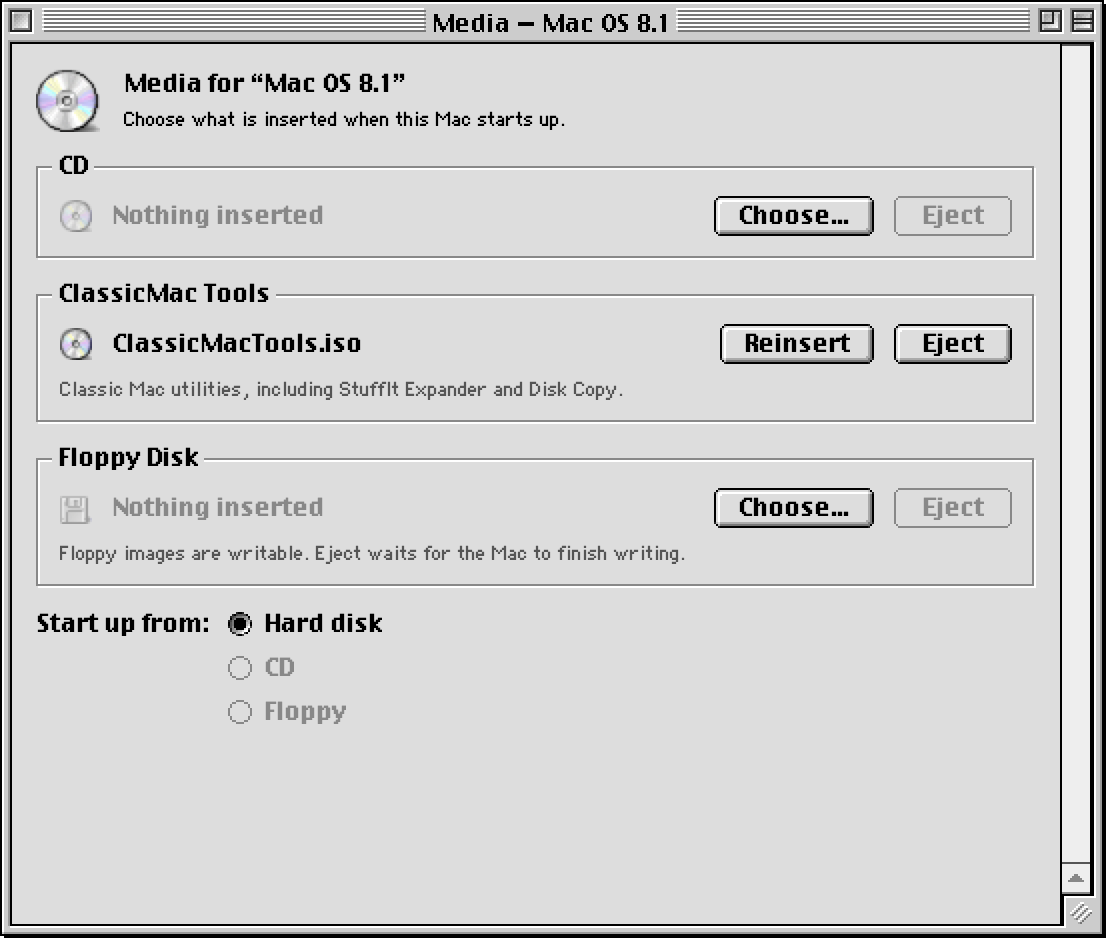 Media – Mac OS 8.1
Media for “Mac OS 8.1”
Choose what is inserted when this Mac starts up.
CD
Nothing inserted
Choose...
Eject
ClassicMac Tools
ClassicMacTools.iso
Reinsert
Eject
Classic Mac utilities, including StuffIt Expander and Disk Copy.
Floppy Disk
Nothing inserted
Choose...
Eject
Floppy images are writable. Eject waits for the Mac to finish writing.
Start up from:
Hard disk
CD
Floppy